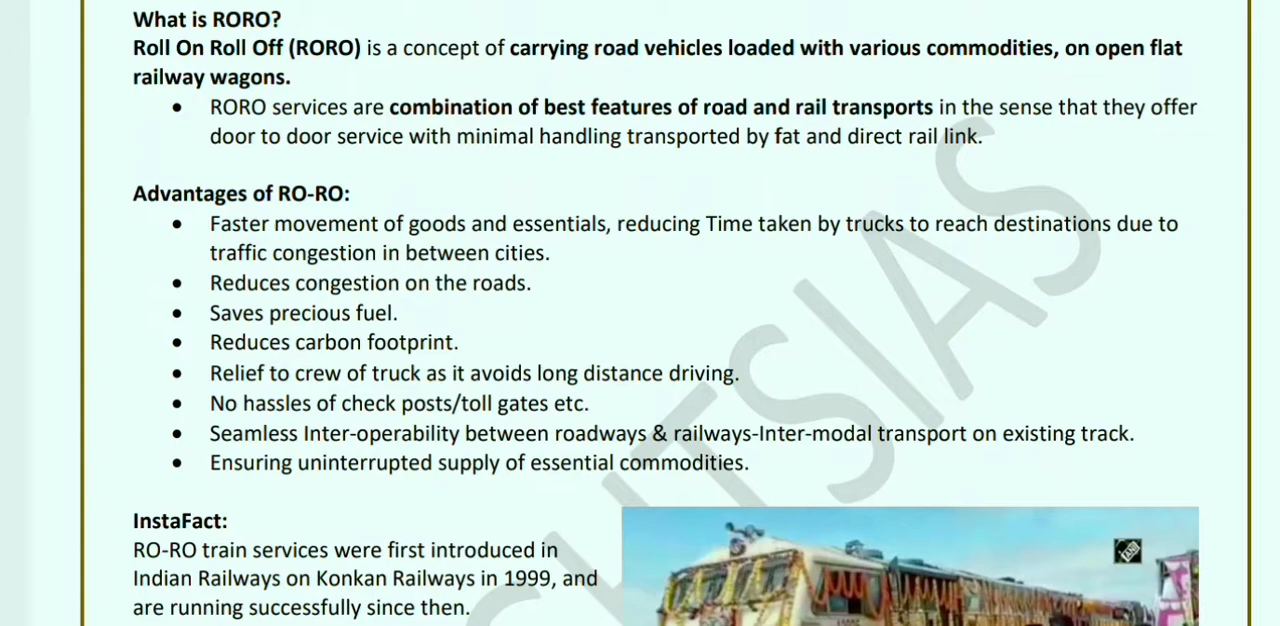 What is RORO?
Roll On Roll Off (RORO) is a concept of carrying road vehicles loaded with various commodities, on open flat
railway wagons.
• RORO services are combination of best features of road and rail transports in the sense that they offer
door to door service with minimal handling transported by fat and direct rail link.
Advantages of RO-RO:
• Faster movement of goods and essentials, reducing Time taken by trucks to reach destinations due to
traffic congestion in between cities.
• Reduces congestion on the roads.
• Saves precious fuel.
• Reduces carbon footprint.
• Relief to crew of truck as it avoids long distance driving.
• No hassles of check posts/toll gates etc.
• Seamless Inter-operability between roadways & railways-Inter-modal transport on existing track.
• Ensuring uninterrupted supply of essential commodities.
InstaFact:
RO-RO train services were first introduced in
Indian Railways on Konkan Railways in 1999, and
are running successfully since then.